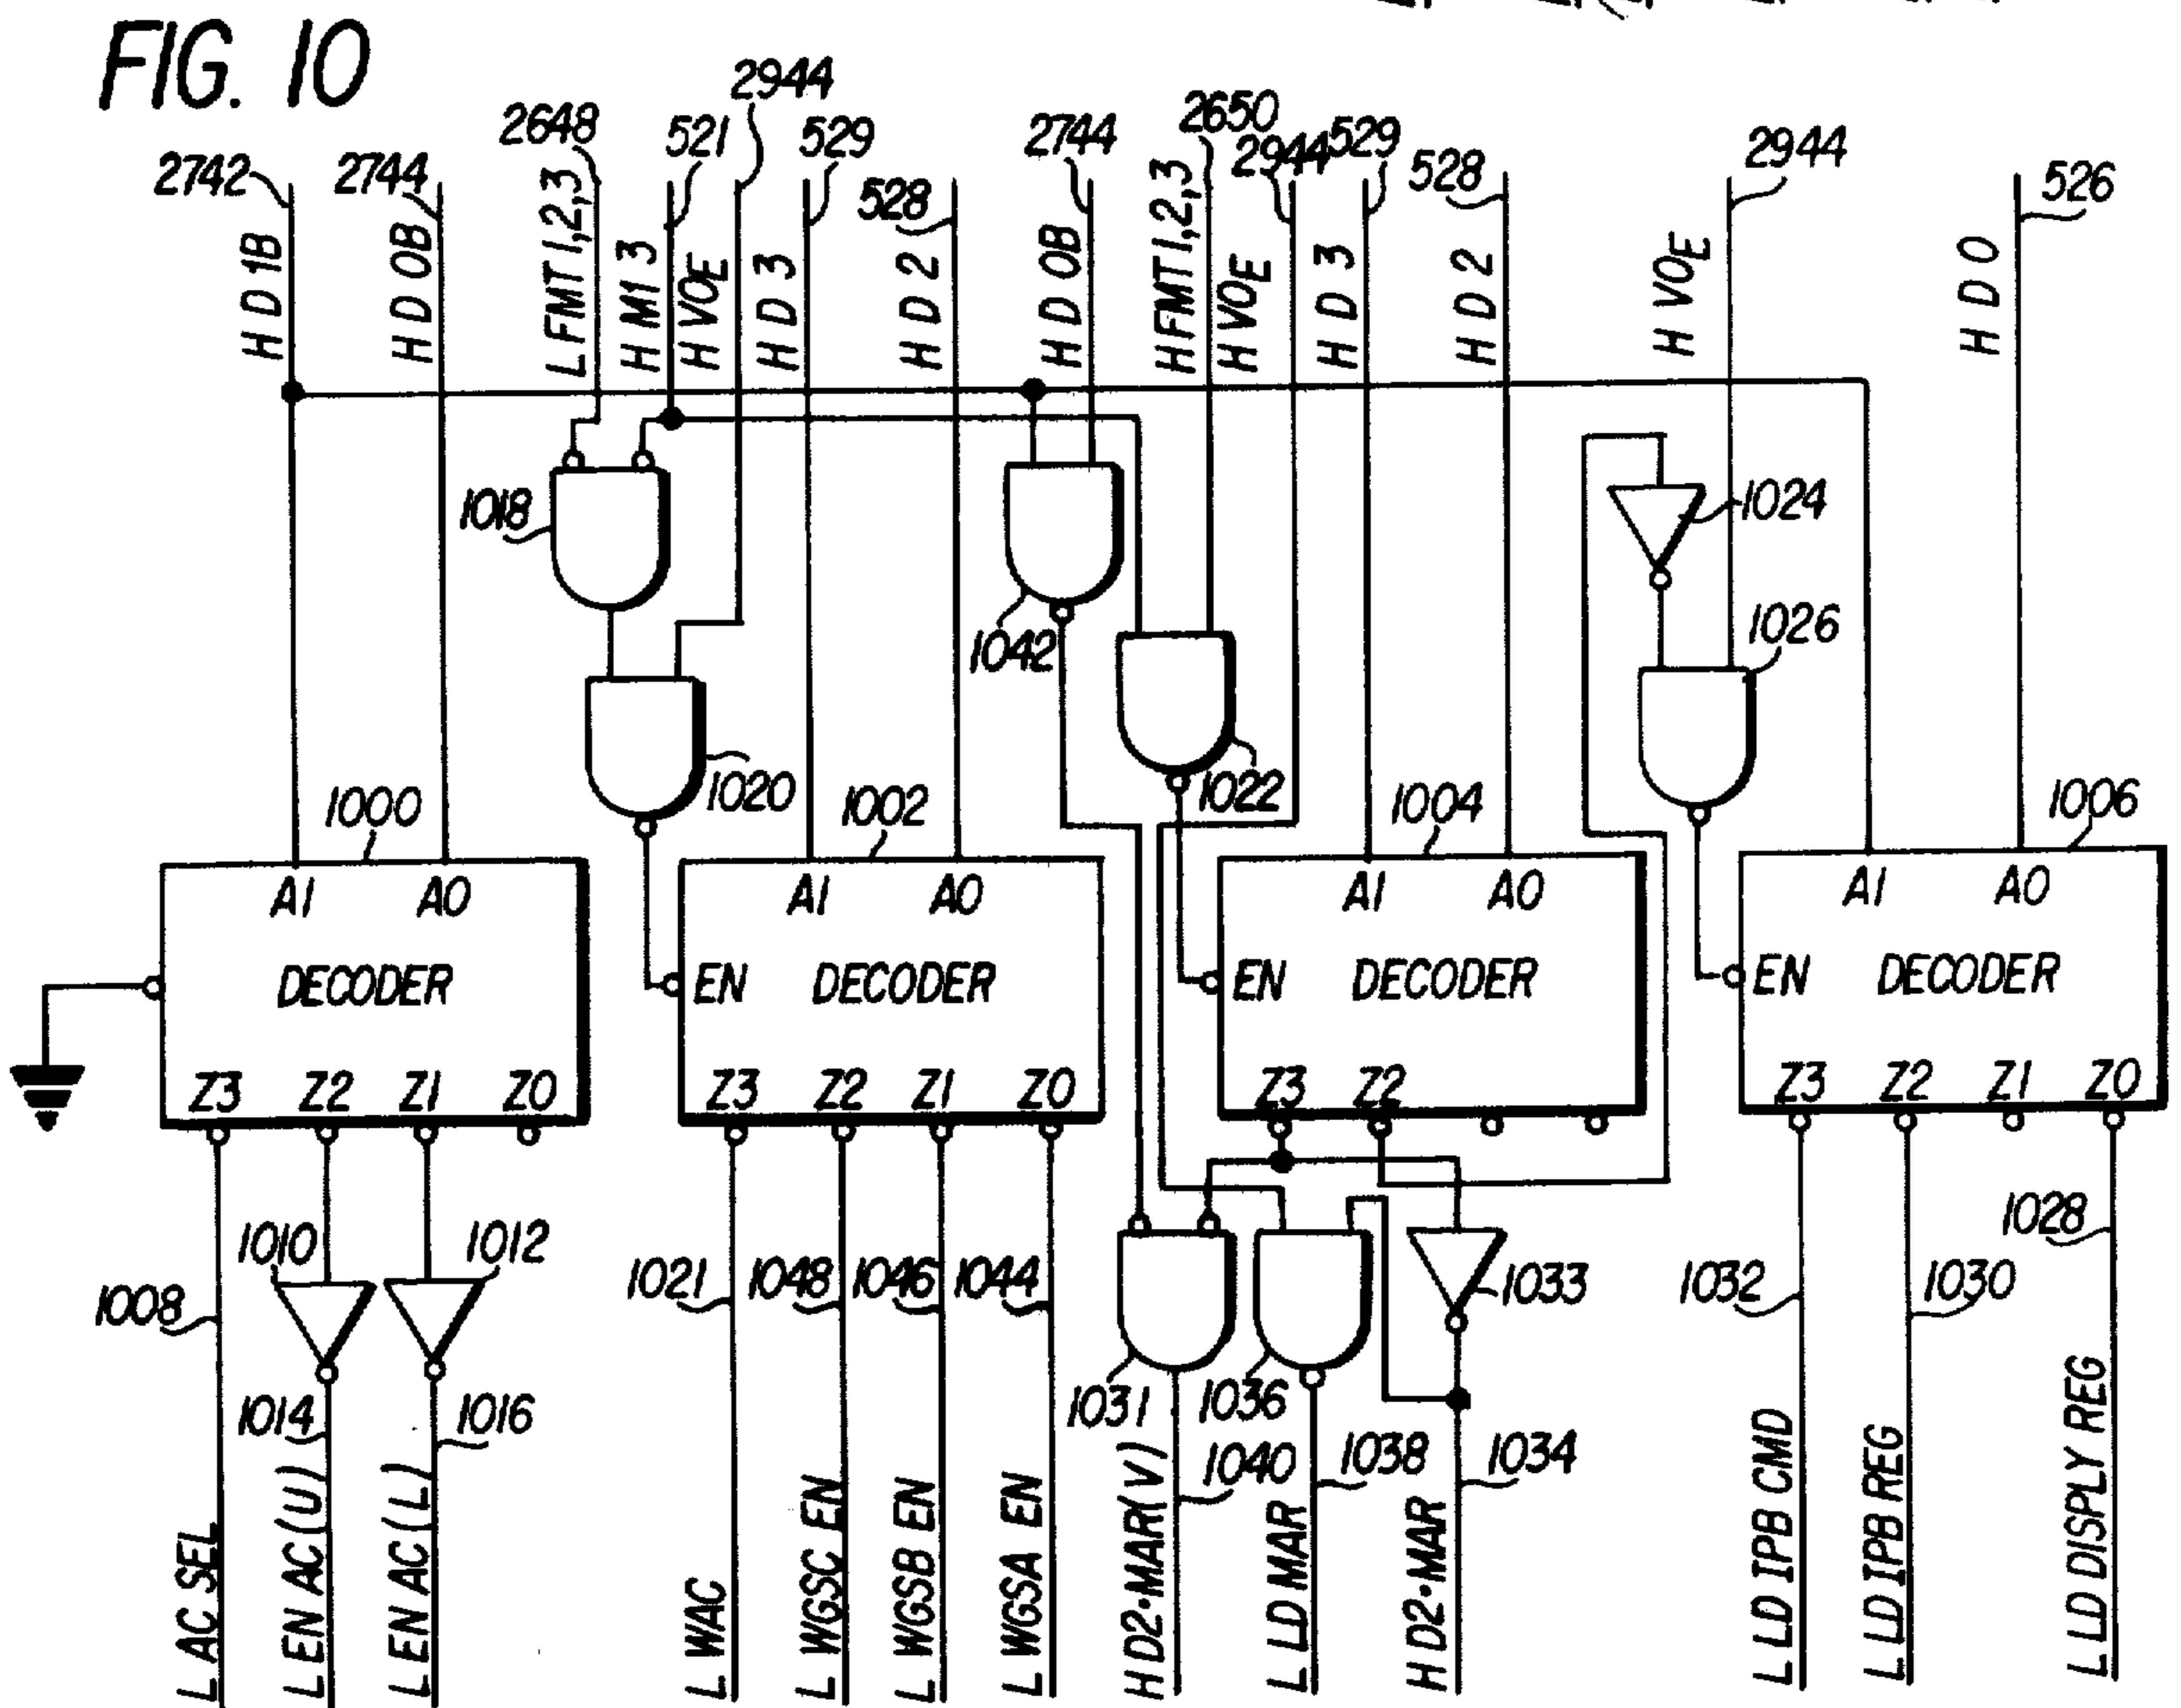 FIG. 10
2742
2744
2648
521
2944
529
528
2744
2650
2944
529
528
2944
526
H D 1B
H D 0B
L FMT 1,2,3
H M1 3
H VOE
H D 3
H D 2
H D 0B
H FMT 1,2,3
H VOE
H D 3
H D 2
H VOE
H D 0
1018
1042
1024
1026
1020
1022
1000
1002
1004
1006
A1 A0
A1 A0
A1 A0
A1 A0
DECODER
EN DECODER
EN DECODER
EN DECODER
Z3 Z2 Z1 Z0
Z3 Z2 Z1 Z0
Z3 Z2
Z3 Z2 Z1 Z0
1008
1010
1012
1021
1048
1046
1044
1033
1032
1030
1028
1014
1016
1031
1036
1040
1038
1034
L AC SEL
L EN AC(U)
L EN AC(L)
L WAC
L WGSC EN
L WGSB EN
L WGSA EN
H D2•MAR(V)
L LD MAR
H D2•MAR
L LD IPB CMD
L LD IPB REG
L LD DISPLY REG